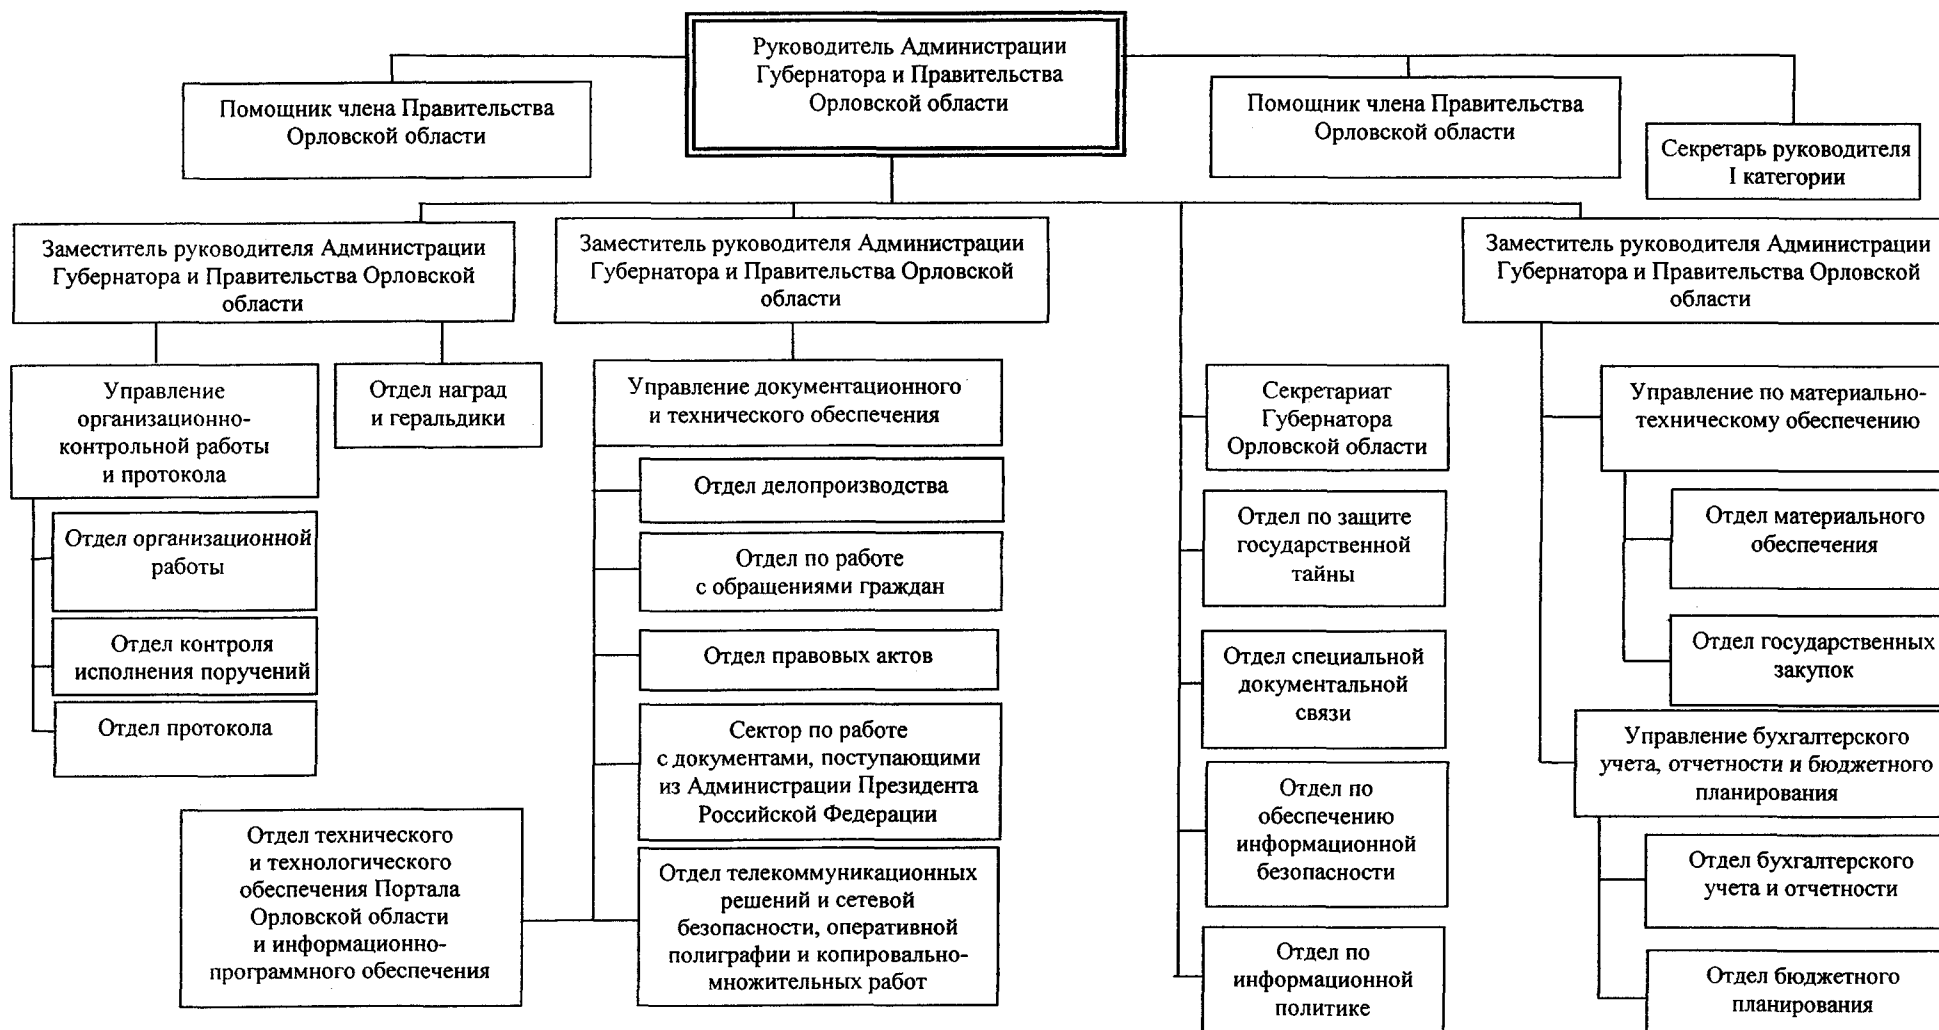 Руководитель Администрации
Губернатора и Правительства
Орловской области
Помощник члена Правительства
Орловской области
Помощник члена Правительства
Орловской области
Секретарь руководителя
I категории
Заместитель руководителя Администрации
Губернатора и Правительства Орловской
области
Заместитель руководителя Администрации
Губернатора и Правительства Орловской
области
Заместитель руководителя Администрации
Губернатора и Правительства Орловской
области
Управление
организационно-
контрольной работы
и протокола
Отдел наград
и геральдики
Отдел организационной
работы
Отдел контроля
исполнения поручений
Отдел протокола
Управление документационного
и технического обеспечения
Отдел делопроизводства
Отдел по работе
с обращениями граждан
Отдел правовых актов
Сектор по работе
с документами, поступающими
из Администрации Президента
Российской Федерации
Отдел технического
и технологического
обеспечения Портала
Орловской области
и информационно-
программного обеспечения
Отдел телекоммуникационных
решений и сетевой
безопасности, оперативной
полиграфии и копировально-
множительных работ
Секретариат
Губернатора
Орловской области
Отдел по защите
государственной
тайны
Отдел специальной
документальной
связи
Отдел по
обеспечению
информационной
безопасности
Отдел по
информационной
политике
Управление по материально-
техническому обеспечению
Отдел материального
обеспечения
Отдел государственных
закупок
Управление бухгалтерского
учета, отчетности и бюджетного
планирования
Отдел бухгалтерского
учета и отчетности
Отдел бюджетного
планирования